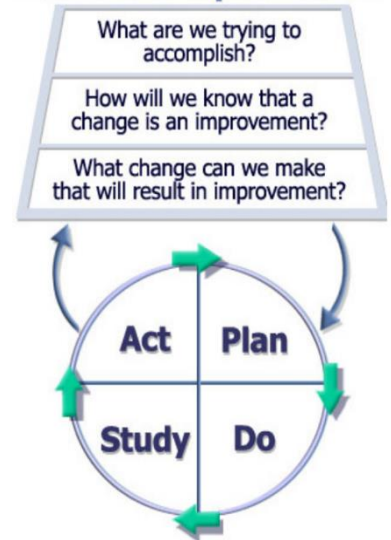 What are we trying to
accomplish?
How will we know that a
change is an improvement?
What change can we make
that will result in improvement?
Act
Plan
Study
Do